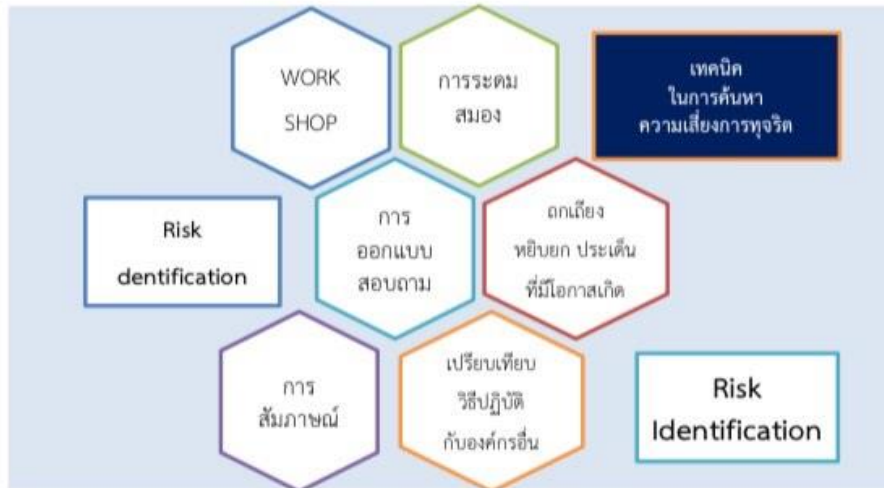 WORK
SHOP
การระดม
สมอง
เทคนิค
ในการค้นหา
ความเสี่ยงการทุจริต
Risk
dentification
การ
ออกแบบ
สอบถาม
ถกเถียง
หยิบยก ประเด็น
ที่มีโอกาสเกิด
การ
สัมภาษณ์
เปรียบเทียบ
วิธีปฏิบัติ
กับองค์กรอื่น
Risk
Identification